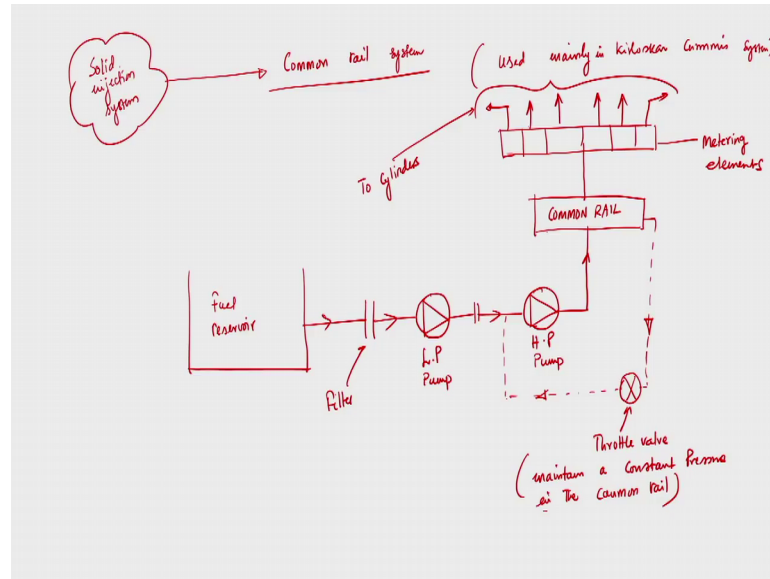 Solid
injection
system
Common rail system
( Used mainly in Kirloskar Cummins System
To cylinders
Metering
elements
COMMON RAIL
Fuel
reservoir
Filter
L.P
Pump
H.P
Pump
Throttle valve
( maintain a Constant Pressure
in The Common rail )